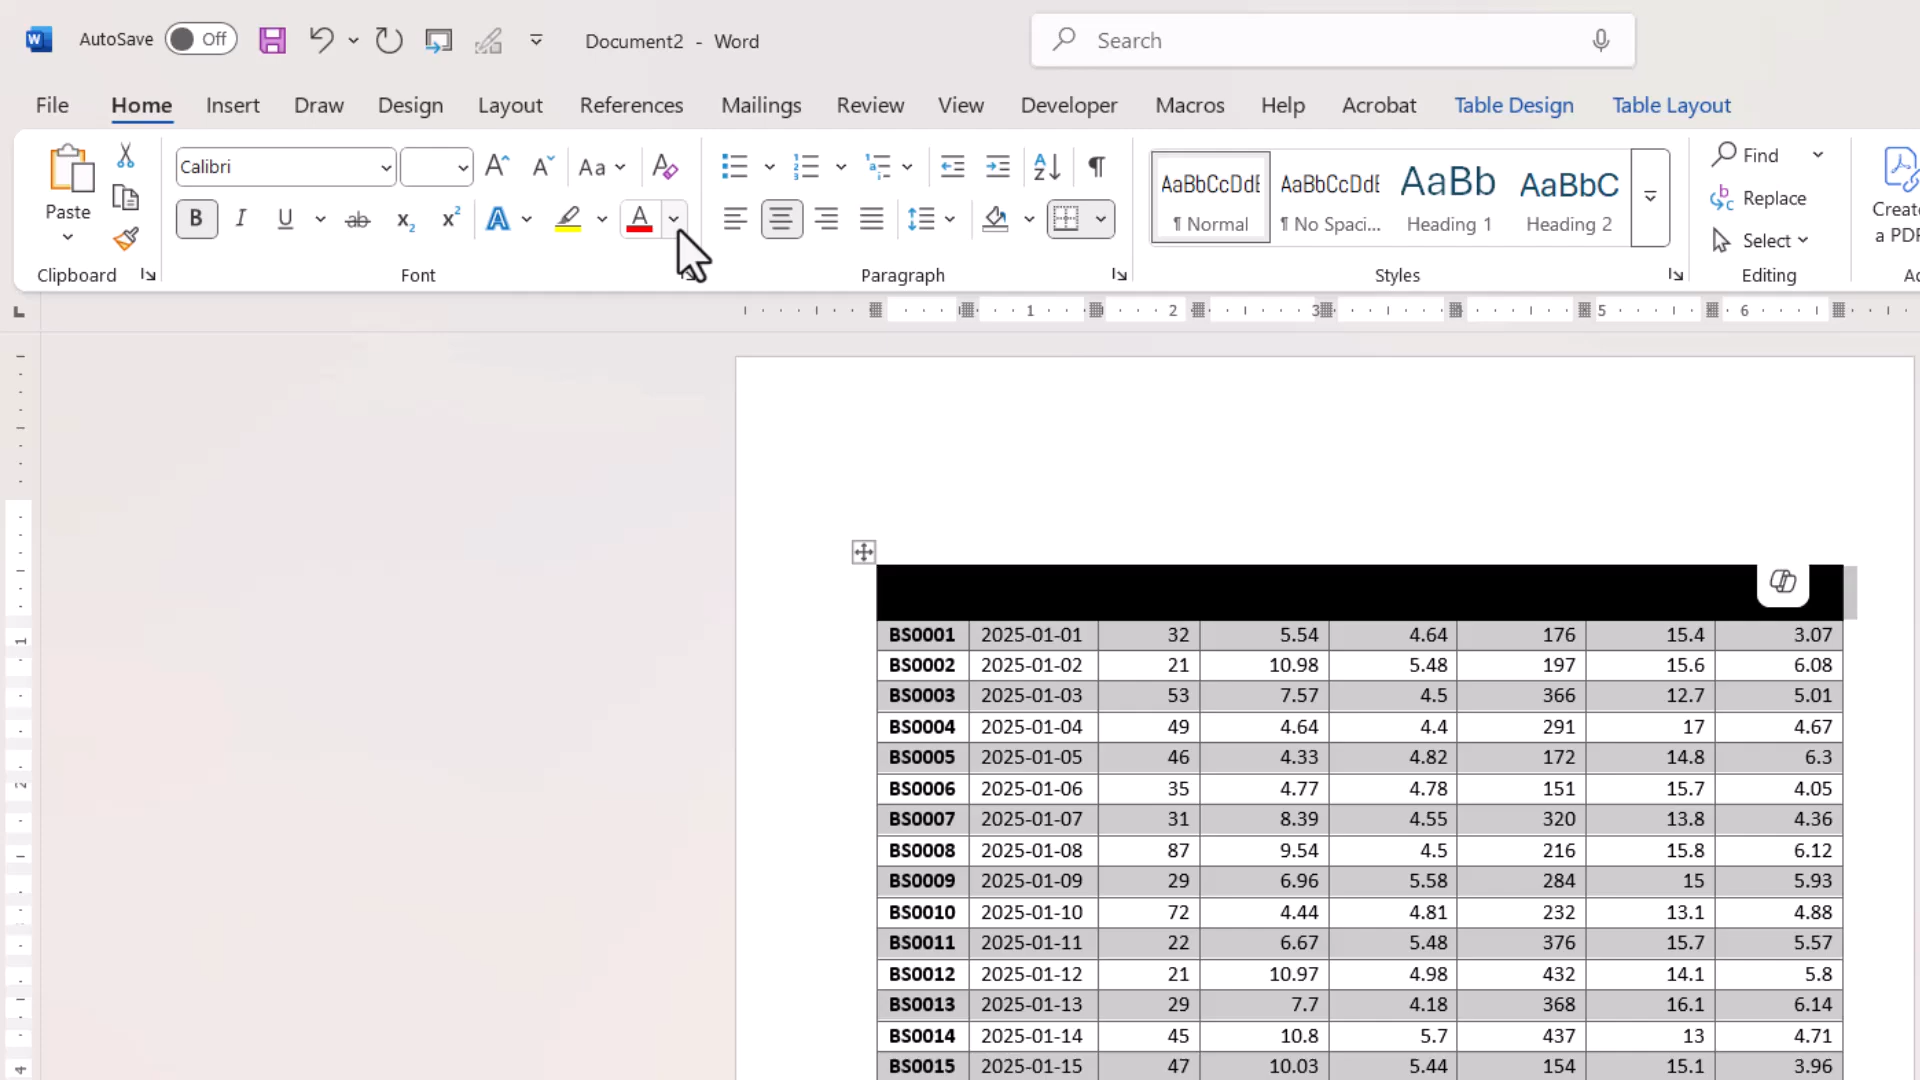 AutoSave Off Document2 - Word Search
File Home Insert Draw Design Layout References Mailings Review View Developer Macros Help Acrobat Table Design Table Layout
Paste
Clipboard
Calibri
Aa
B I U ab x₂ x² A A
Font
Paragraph
AaBbCcDdE AaBbCcDdE AaBb AaBbC
¶ Normal ¶ No Spaci... Heading 1 Heading 2
Styles
Find
Replace
Select
Editing
Create
a PDF
1 2 3 5 6
BS0001 2025-01-01 32 5.54 4.64 176 15.4 3.07
BS0002 2025-01-02 21 10.98 5.48 197 15.6 6.08
BS0003 2025-01-03 53 7.57 4.5 366 12.7 5.01
BS0004 2025-01-04 49 4.64 4.4 291 17 4.67
BS0005 2025-01-05 46 4.33 4.82 172 14.8 6.3
BS0006 2025-01-06 35 4.77 4.78 151 15.7 4.05
BS0007 2025-01-07 31 8.39 4.55 320 13.8 4.36
BS0008 2025-01-08 87 9.54 4.5 216 15.8 6.12
BS0009 2025-01-09 29 6.96 5.58 284 15 5.93
BS0010 2025-01-10 72 4.44 4.81 232 13.1 4.88
BS0011 2025-01-11 22 6.67 5.48 376 15.7 5.57
BS0012 2025-01-12 21 10.97 4.98 432 14.1 5.8
BS0013 2025-01-13 29 7.7 4.18 368 16.1 6.14
BS0014 2025-01-14 45 10.8 5.7 437 13 4.71
BS0015 2025-01-15 47 10.03 5.44 154 15.1 3.96